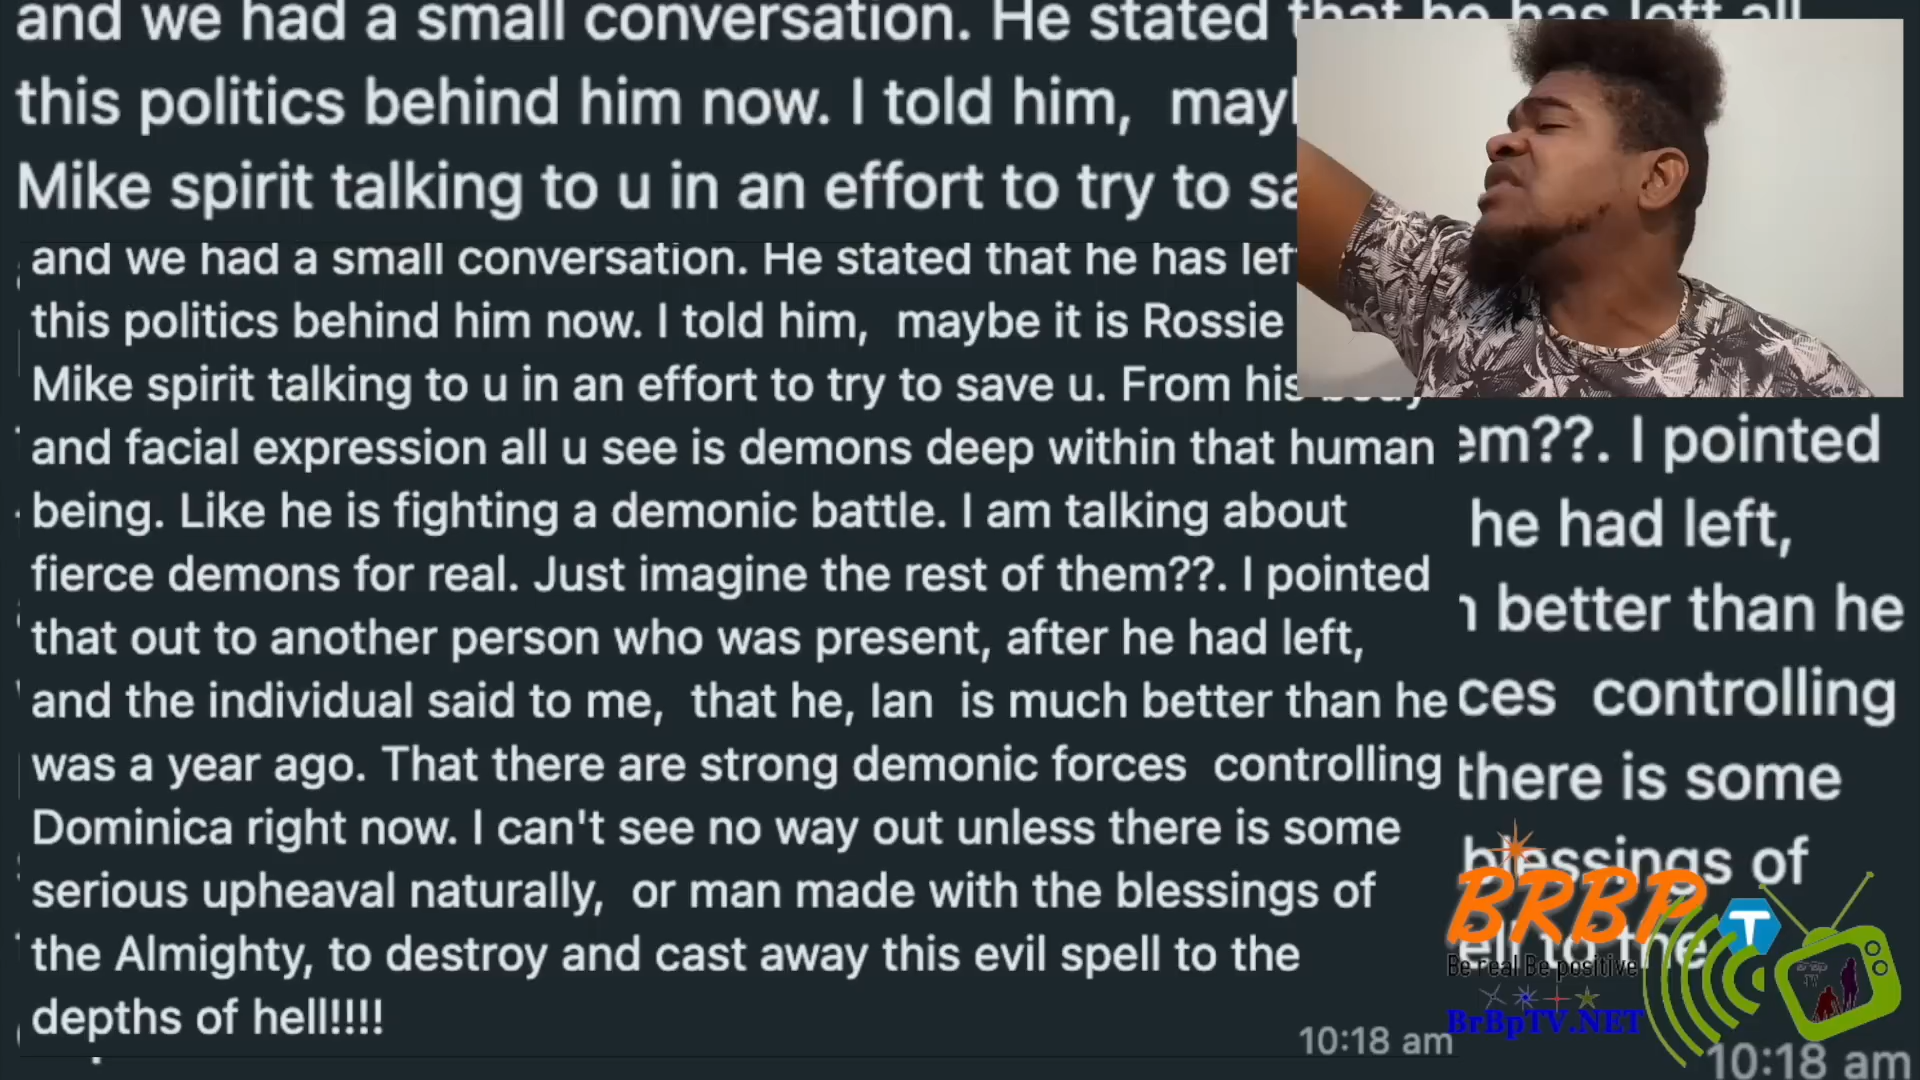 and we had a small conversation. He stated that he has left all
this politics behind him now. I told him,
Mike spirit talking to u in an effort to try to
and we had a small conversation. He stated that he has
this politics behind him now. I told him, maybe it is Rossie
Mike spirit talking to u in an effort to try to save u. From his body
and facial expression all u see is demons deep within that human
being. Like he is fighting a demonic battle. I am talking about
fierce demons for real. Just imagine the rest of them??. I pointed
that out to another person who was present, after he had left,
and the individual said to me, that he, Ian is much better than he
was a year ago. That there are strong demonic forces controlling
Dominica right now. I can't see no way out unless there is some
serious upheaval naturally, or man made with the blessings of
the Almighty, to destroy and cast away this evil spell to the
depths of hell!!!!
10:18 am
I pointed
he had left,
better than he
controlling
there is some
blessings of
to the
10:18 am
BRBP
T
Be real Be positive
BrBpTV.NET